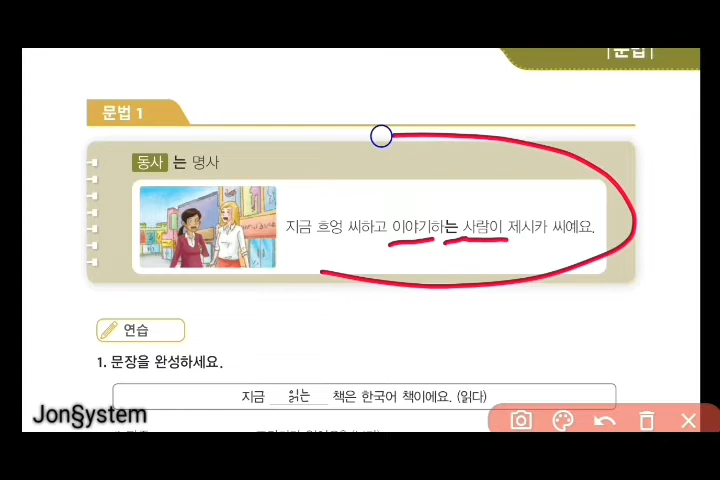 문법
문법 1
동사 는 명사
지금 흐엉 씨하고 이야기하는 사람이 제시카 씨예요.
연습
1. 문장을 완성하세요.
지금 읽는 책은 한국어 책이에요. (읽다)
JonSystem